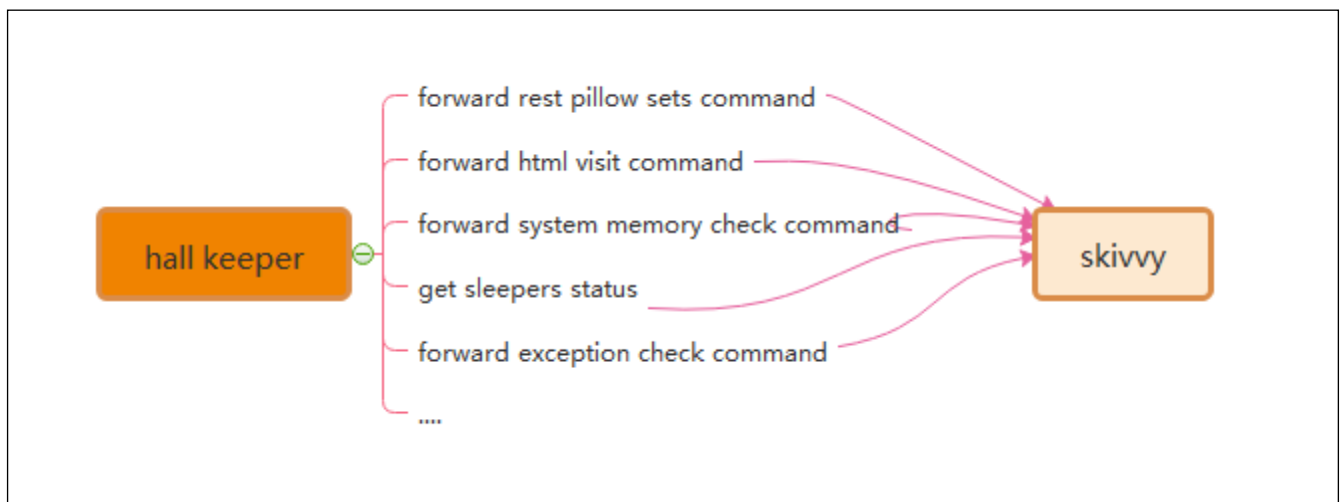 forward rest pillow sets command
forward html visit command
forward system memory check command
hall keeper
skivvy
get sleepers status
forward exception check command
....